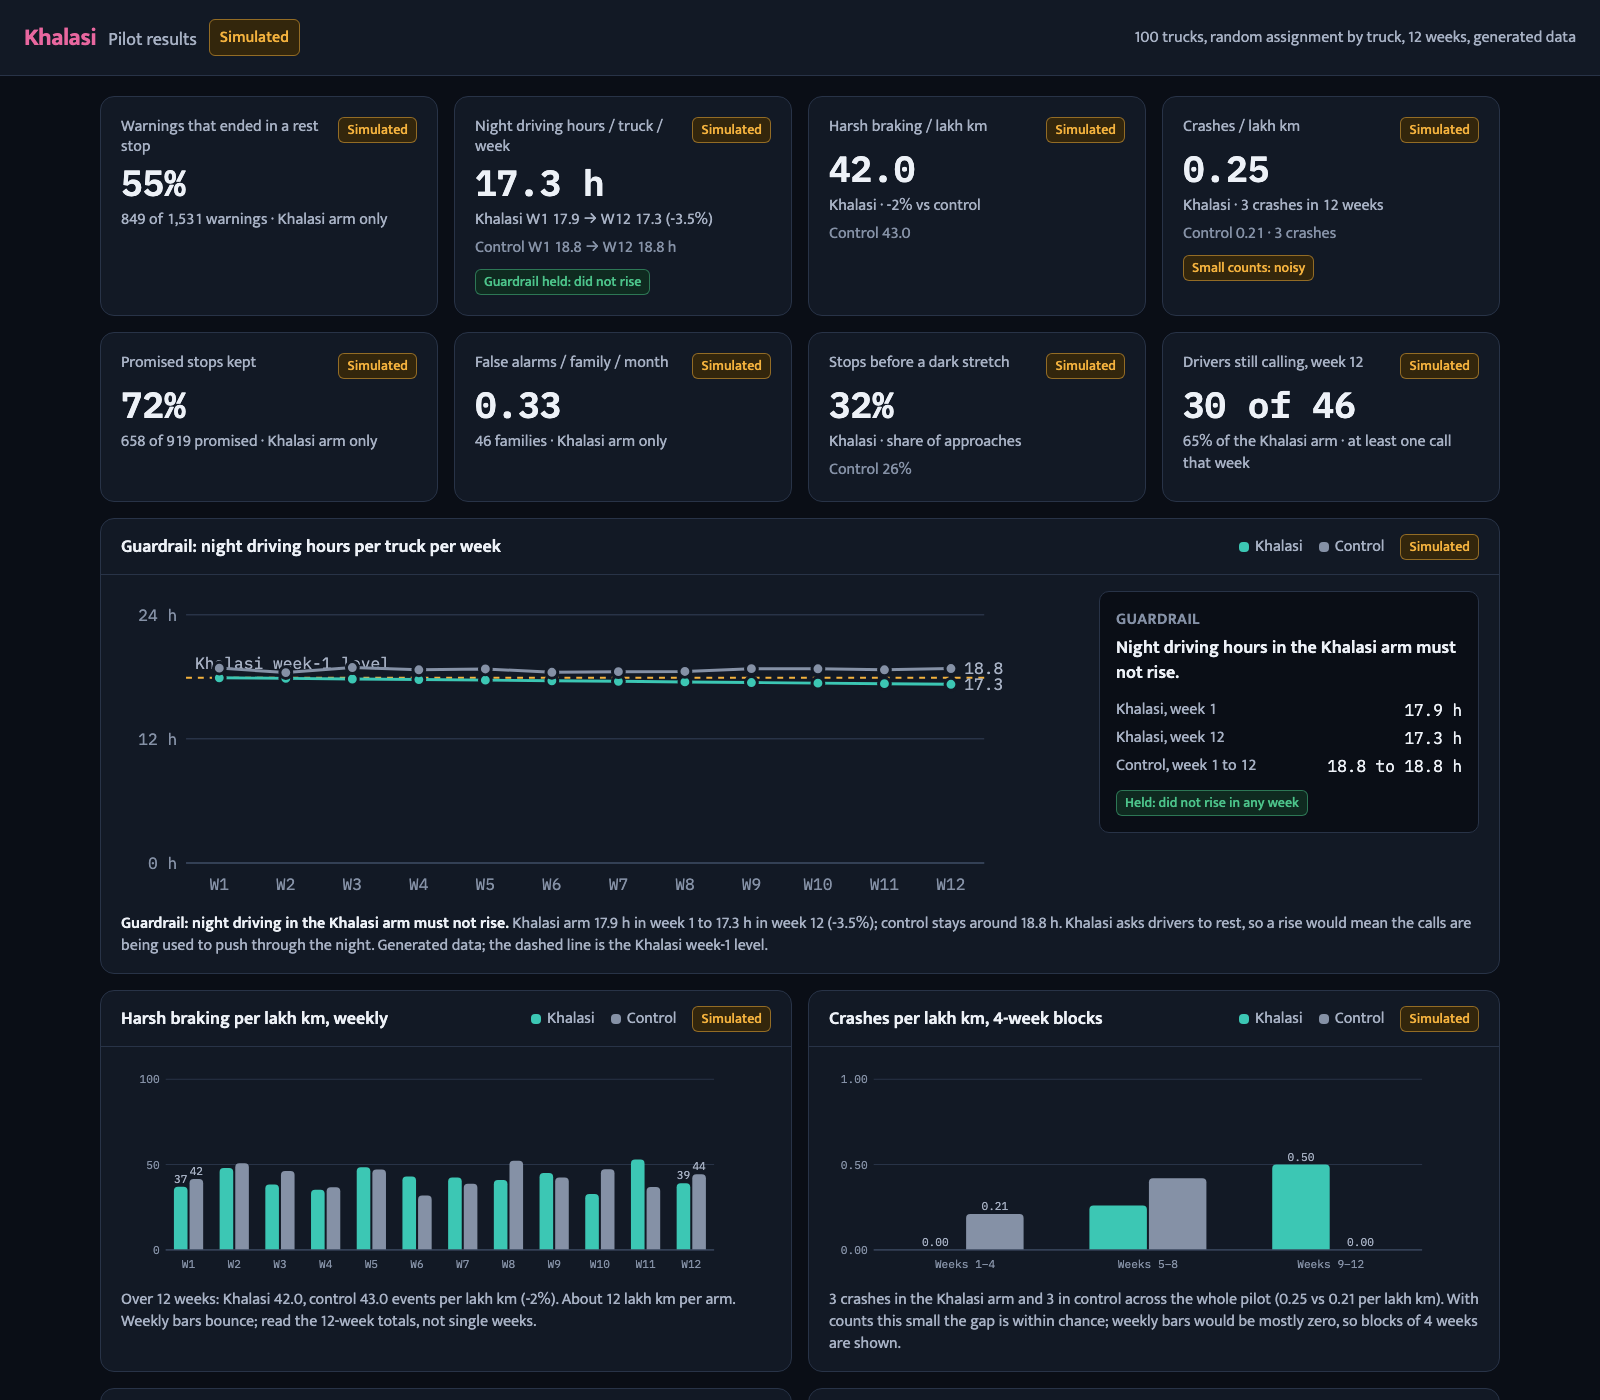 Khalasi Pilot results Simulated
100 trucks, random assignment by truck, 12 weeks, generated data
Warnings that ended in a rest stop
Simulated
55%
849 of 1,531 warnings · Khalasi arm only
Night driving hours / truck / week
Simulated
17.3 h
Khalasi W1 17.9 → W12 17.3 (-3.5%)
Control W1 18.8 → W12 18.8 h
Guardrail held: did not rise
Harsh braking / lakh km
Simulated
42.0
Khalasi · -2% vs control
Control 43.0
Crashes / lakh km
Simulated
0.25
Khalasi · 3 crashes in 12 weeks
Control 0.21 · 3 crashes
Small counts: noisy
Promised stops kept
Simulated
72%
658 of 919 promised · Khalasi arm only
False alarms / family / month
Simulated
0.33
46 families · Khalasi arm only
Stops before a dark stretch
Simulated
32%
Khalasi · share of approaches
Control 26%
Drivers still calling, week 12
Simulated
30 of 46
65% of the Khalasi arm · at least one call
that week
Guardrail: night driving hours per truck per week
Khalasi Control Simulated
24 h
Khalasi week-1 level
18.8
17.3
12 h
0 h
W1 W2 W3 W4 W5 W6 W7 W8 W9 W10 W11 W12
GUARDRAIL
Night driving hours in the Khalasi arm must
not rise.
Khalasi, week 1 17.9 h
Khalasi, week 12 17.3 h
Control, week 1 to 12 18.8 to 18.8 h
Held: did not rise in any week
Guardrail: night driving in the Khalasi arm must not rise. Khalasi arm 17.9 h in week 1 to 17.3 h in week 12 (-3.5%); control stays around 18.8 h. Khalasi asks drivers to rest, so a rise would mean the calls are
being used to push through the night. Generated data; the dashed line is the Khalasi week-1 level.
Harsh braking per lakh km, weekly
Khalasi Control Simulated
100
50
0
37 42
39 44
W1 W2 W3 W4 W5 W6 W7 W8 W9 W10 W11 W12
Over 12 weeks: Khalasi 42.0, control 43.0 events per lakh km (-2%). About 12 lakh km per arm.
Weekly bars bounce; read the 12-week totals, not single weeks.
Crashes per lakh km, 4-week blocks
Khalasi Control Simulated
1.00
0.50
0.00
0.00 0.21
0.50 0.00
Weeks 1–4 Weeks 5–8 Weeks 9–12
3 crashes in the Khalasi arm and 3 in control across the whole pilot (0.25 vs 0.21 per lakh km). With
counts this small the gap is within chance; weekly bars would be mostly zero, so blocks of 4 weeks
are shown.